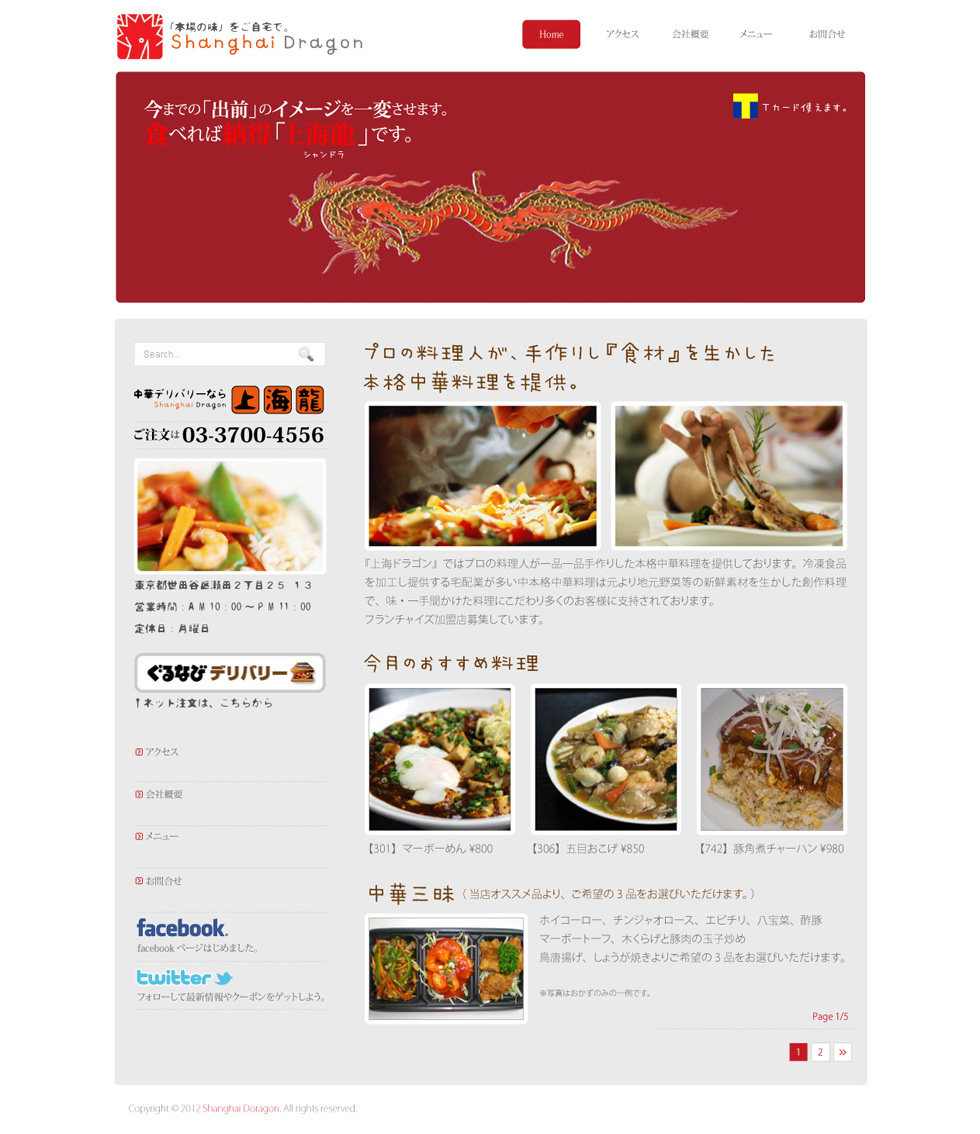 「本場の味」をご自宅で。
Shanghai Dragon
Home
アクセス
会社概要
メニュー
お問合せ
今までの「出前」のイメージを一変させます。
食べれば納得「上海龍」です。
シャンドラ
T Tカード使えます。
Search...
中華デリバリーなら
Shanghai Dragon
上海龍
ご注文は 03-3700-4556
東京都世田谷区瀬田2丁目25-13
営業時間：AM10：00～PM11：00
定休日：月曜日
ぐるなび デリバリー
↑ネット注文は、こちらから
アクセス
会社概要
メニュー
お問合せ
facebook.
facebook ページはじめました。
twitter
フォローして最新情報やクーポンをゲットしよう。
プロの料理人が、手作りし『食材』を生かした
本格中華料理を提供。
『上海ドラゴン』ではプロの料理人が一品一品手作りした本格中華料理を提供しております。冷凍食品
を加工し提供する宅配業が多い中本格中華料理は元より地元野菜等の新鮮素材を生かした創作料理
で、味・一手間かけた料理にこだわり多くのお客様に支持されております。
フランチャイズ加盟店募集しています。
今月のおすすめ料理
【301】マーボーめん ¥800
【306】五目おこげ ¥850
【742】豚角煮チャーハン ¥980
中華三昧（当店オススメ品より、ご希望の3品をお選びいただけます。）
ホイコーロー、チンジャオロース、エビチリ、八宝菜、酢豚
マーボートーフ、木くらげと豚肉の玉子炒め
鳥唐揚げ、しょうが焼きよりご希望の3品をお選びいただけます。
※写真はおかずのみの一例です。
Page 1/5
1 2 »
Copyright © 2012 Shanghai Doragon. All rights reserved.